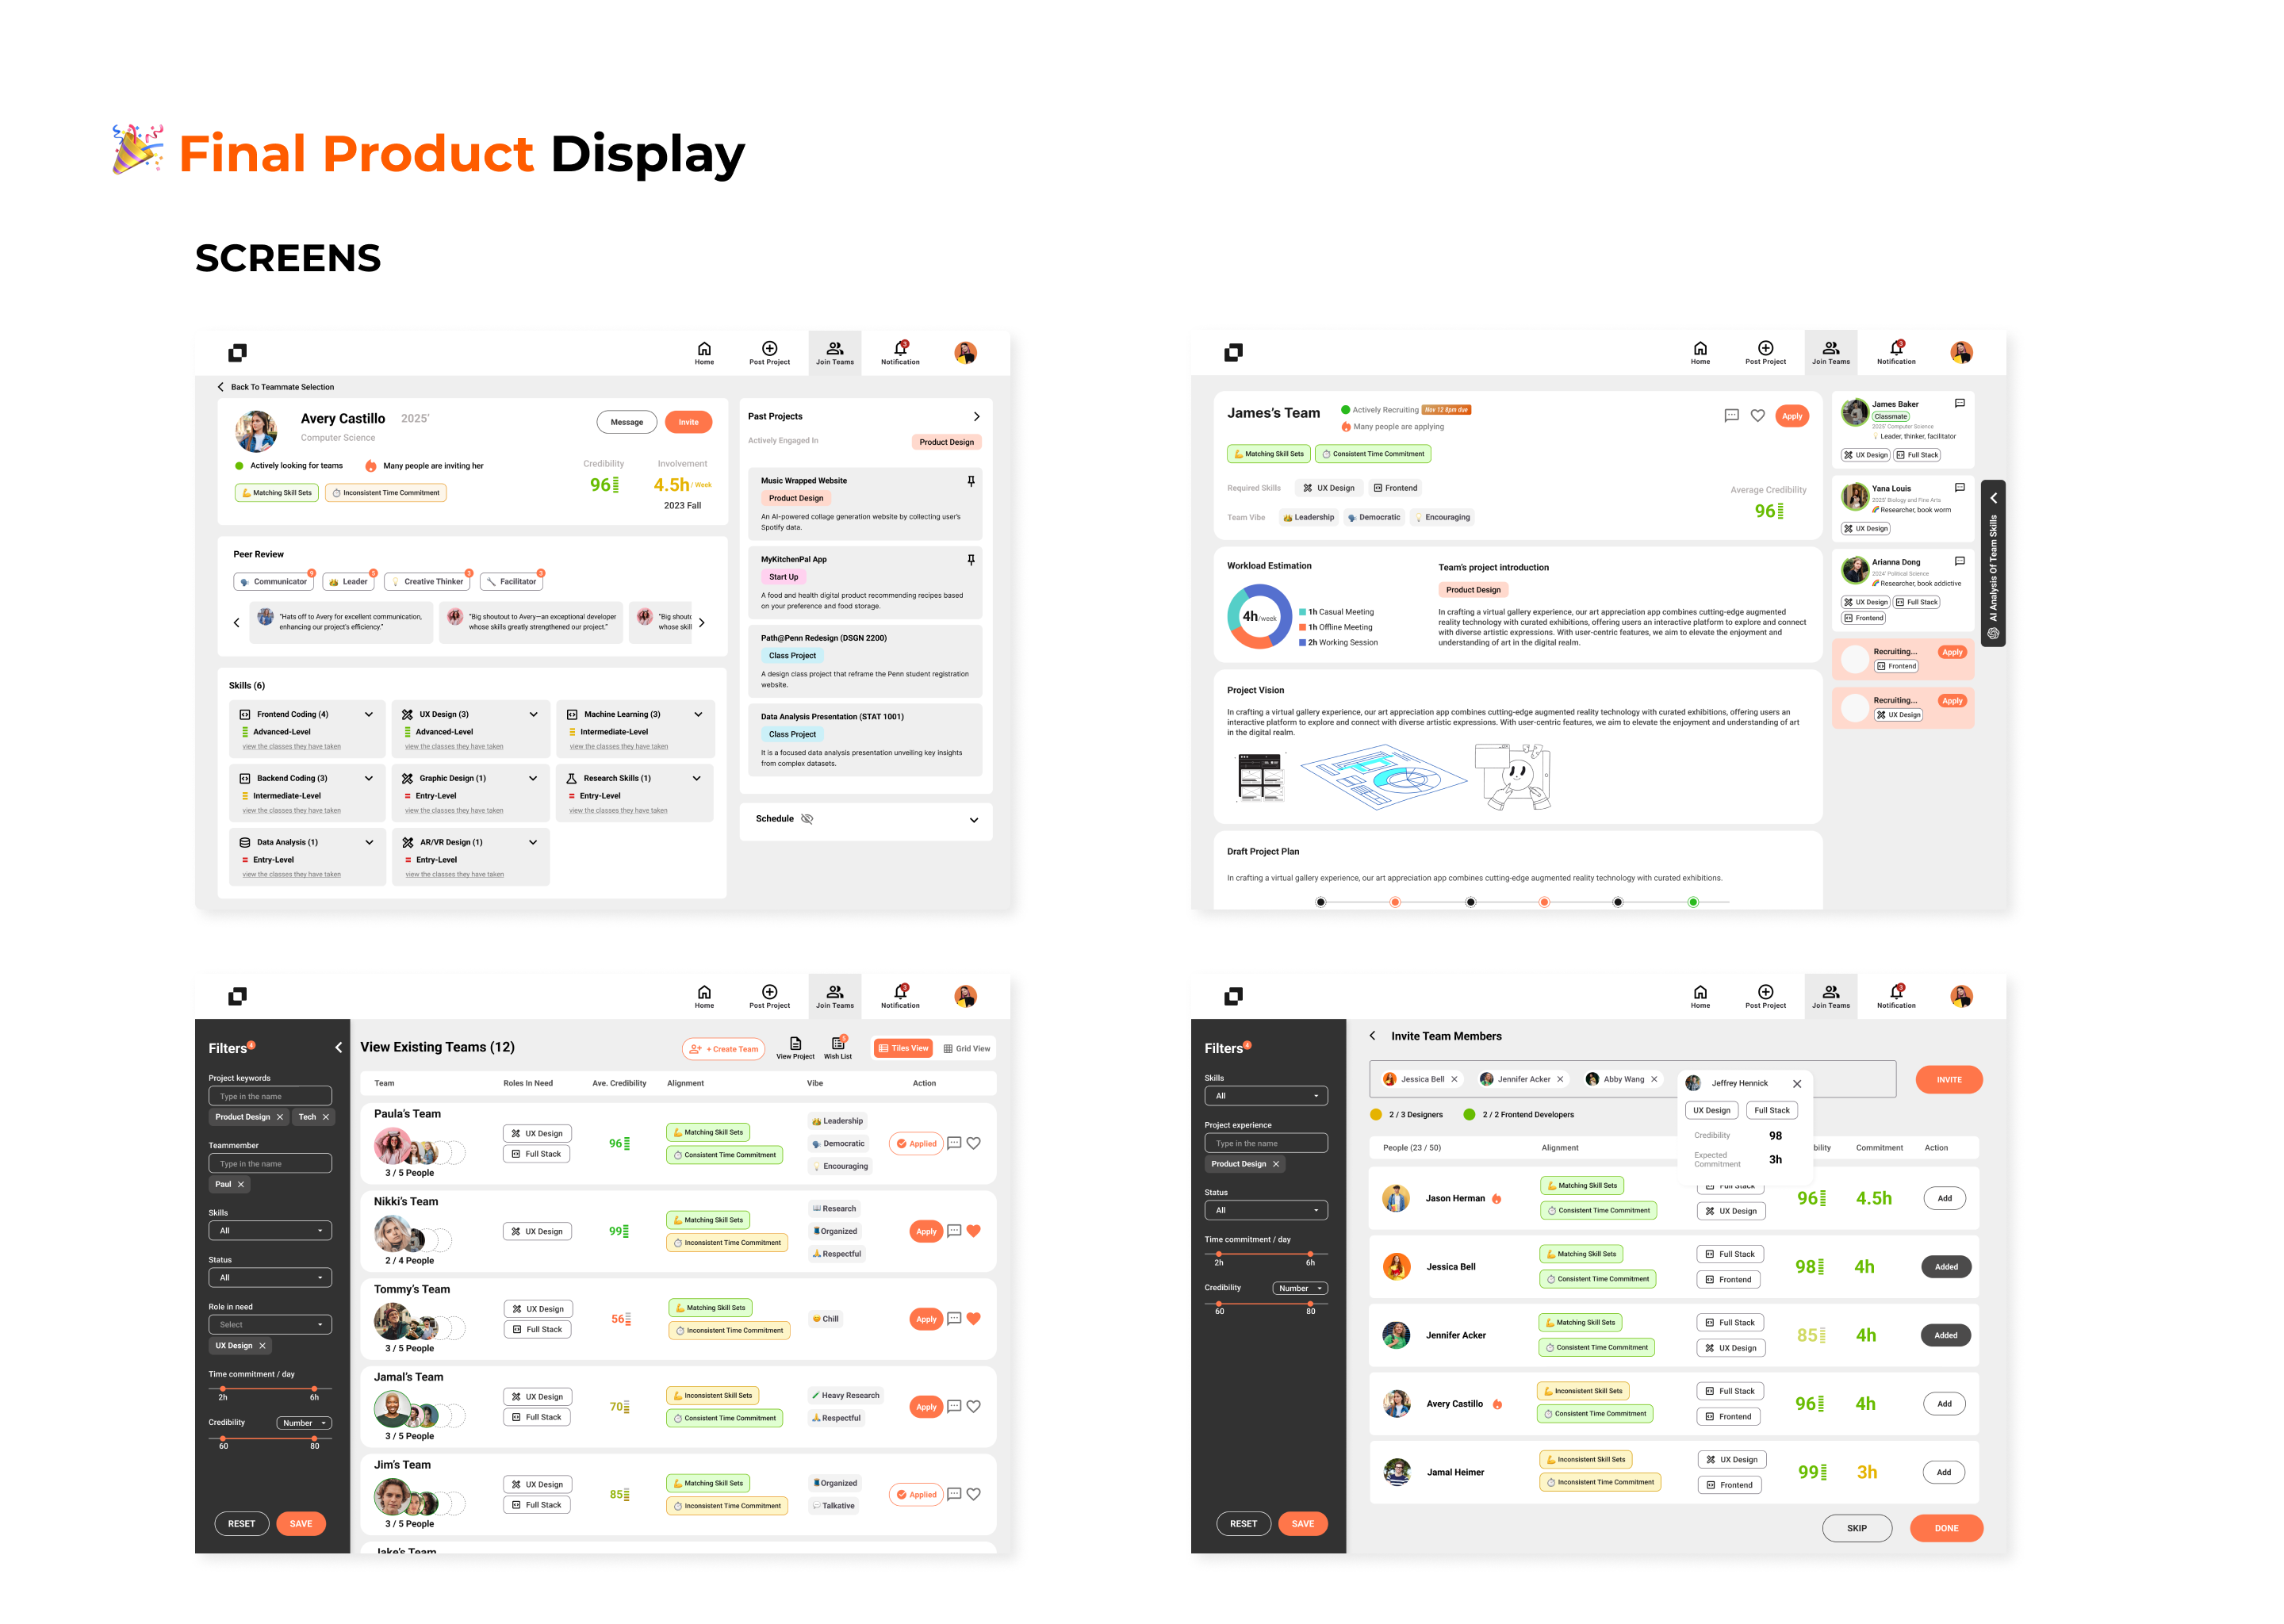 Final Product Display
SCREENS
Home
Post Project
Join Teams
3
Notification
Back To Teammate Selection
Avery Castillo 2025'
Computer Science
Message
Invite
Actively looking for teams
Many people are inviting her
Matching Skill Sets
Inconsistent Time Commitment
Credibility
96
Involvement
4.5h / Week
2023 Fall
Peer Review
Communicator
Leader
Creative Thinker
Facilitator
"Hats off to Avery for excellent communication,
enhancing our project's efficiency."
"Big shoutout to Avery—an exceptional developer
whose skills greatly strengthened our project."
"Big shoutc
whose skill
Skills (6)
Frontend Coding (4)
Advanced-Level
view the classes they have taken
UX Design (3)
Advanced-Level
view the classes they have taken
Machine Learning (3)
Intermediate-Level
view the classes they have taken
Backend Coding (3)
Intermediate-Level
view the classes they have taken
Graphic Design (1)
Entry-Level
view the classes they have taken
Research Skills (1)
Entry-Level
view the classes they have taken
Data Analysis (1)
Entry-Level
view the classes they have taken
AR/VR Design (1)
Entry-Level
view the classes they have taken
Past Projects
Actively Engaged In
Product Design
Music Wrapped Website
Product Design
An AI-powered collage generation website by collecting user's
Spotify data.
MyKitchenPal App
Start Up
A food and health digital product recommending recipes based
on your preference and food storage.
Path@Penn Redesign (DSGN 2200)
Class Project
A design class project that reframe the Penn student registration
website.
Data Analysis Presentation (STAT 1001)
Class Project
It is a focused data analysis presentation unveiling key insights
from complex datasets.
Schedule
Home
Post Project
Join Teams
3
Notification
James's Team
Actively Recruiting
Nov 12 8pm due
Many people are applying
Apply
Matching Skill Sets
Consistent Time Commitment
Required Skills
UX Design
Frontend
Team Vibe
Leadership
Democratic
Encouraging
Average Credibility
96
Workload Estimation
4h/week
1h Casual Meeting
1h Offline Meeting
2h Working Session
Team's project introduction
Product Design
In crafting a virtual gallery experience, our art appreciation app combines cutting-edge augmented
reality technology with curated exhibitions, offering users an interactive platform to explore and connect
with diverse artistic expressions. With user-centric features, we aim to elevate the enjoyment and
understanding of art in the digital realm.
Project Vision
In crafting a virtual gallery experience, our art appreciation app combines cutting-edge augmented reality technology with curated exhibitions, offering users an
interactive platform to explore and connect with diverse artistic expressions. With user-centric features, we aim to elevate the enjoyment and understanding of art
in the digital realm.
Draft Project Plan
In crafting a virtual gallery experience, our art appreciation app combines cutting-edge augmented reality technology with curated exhibitions.
James Baker
Classmate
2025' Computer Science
Leader, thinker, facilitator
UX Design
Full Stack
Yana Louis
2025' Biology and Fine Arts
Researcher, book worm
UX Design
Arianna Dong
2024' Political Science
Researcher, book addictive
UX Design
Full Stack
Frontend
Recruiting...
Apply
Frontend
Recruiting...
Apply
UX Design
AI Analysis Of Team Skills
Home
Post Project
Join Teams
3
Notification
Filters 4
Project keywords
Type in the name
Product Design
Tech
Teammember
Type in the name
Paul
Skills
All
Status
All
Role in need
Select
UX Design
Time commitment / day
2h 6h
Credibility
Number
60 80
RESET
SAVE
View Existing Teams (12)
+ Create Team
View Project
Wish List
Tiles View
Grid View
Team Roles In Need Ave. Credibility Alignment Vibe Action
Paula's Team
3 / 5 People
UX Design
Full Stack
96
Matching Skill Sets
Consistent Time Commitment
Leadership
Democratic
Encouraging
Applied
Nikki's Team
2 / 4 People
UX Design
99
Matching Skill Sets
Inconsistent Time Commitment
Research
Organized
Respectful
Apply
Tommy's Team
3 / 5 People
UX Design
Full Stack
56
Matching Skill Sets
Inconsistent Time Commitment
Chill
Apply
Jamal's Team
3 / 5 People
UX Design
Full Stack
70
Inconsistent Skill Sets
Consistent Time Commitment
Heavy Research
Respectful
Apply
Jim's Team
3 / 5 People
UX Design
Full Stack
85
Matching Skill Sets
Inconsistent Time Commitment
Organized
Talkative
Applied
Jake's Team
Home
Post Project
Join Teams
3
Notification
Filters 4
Skills
All
Project experience
Type in the name
Product Design
Status
All
Time commitment / day
2h 6h
Credibility
Number
60 80
RESET
SAVE
Invite Team Members
Jessica Bell
Jennifer Acker
Abby Wang
INVITE
Jeffrey Hennick
UX Design
Full Stack
Credibility 98
Expected
Commitment
3h
2 / 3 Designers
2 / 2 Frontend Developers
People (23 / 50) Alignment bility Commitment Action
Jason Herman
Matching Skill Sets
Consistent Time Commitment
Full Stack
UX Design
96
4.5h
Add
Jessica Bell
Matching Skill Sets
Consistent Time Commitment
Full Stack
Frontend
98
4h
Added
Jennifer Acker
Matching Skill Sets
Consistent Time Commitment
Full Stack
UX Design
85
4h
Added
Avery Castillo
Inconsistent Skill Sets
Consistent Time Commitment
Full Stack
Frontend
96
4h
Add
Jamal Heimer
Inconsistent Skill Sets
Inconsistent Time Commitment
UX Design
Frontend
99
3h
Add
SKIP
DONE